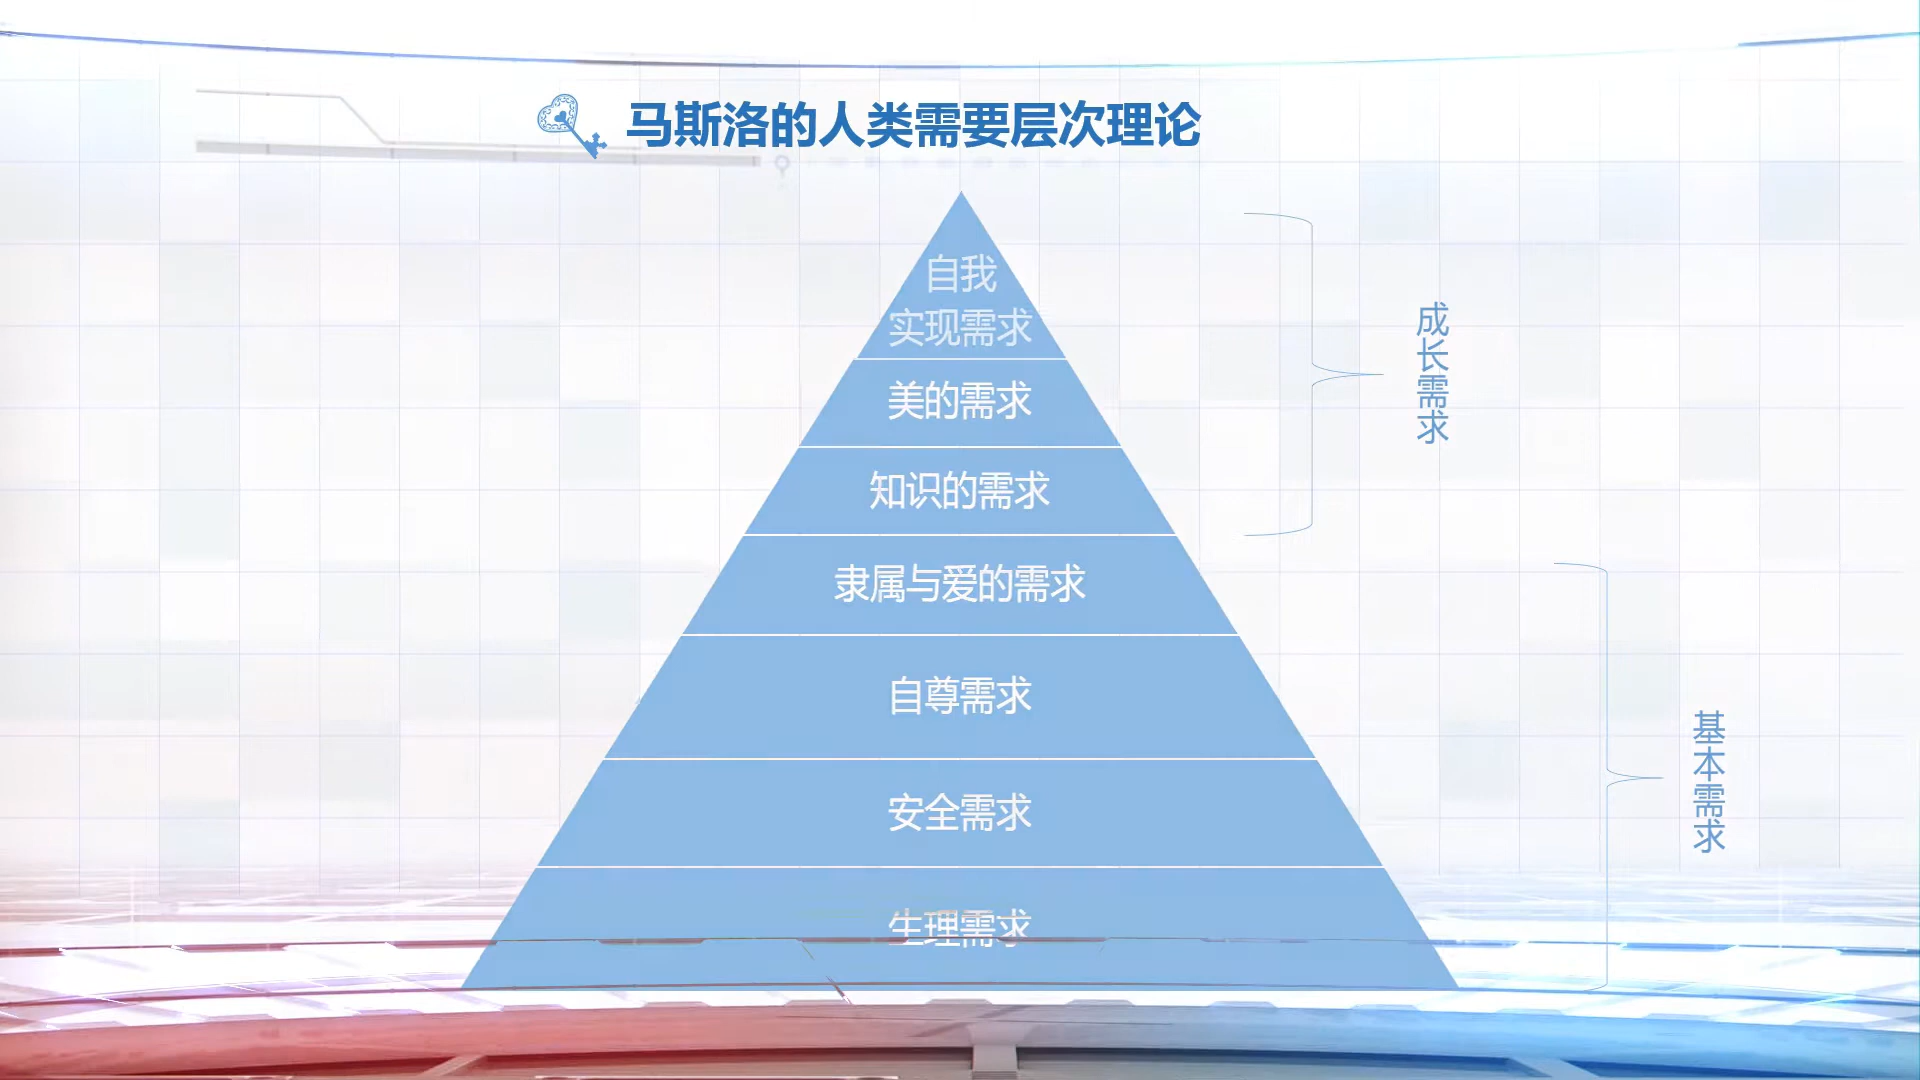 马斯洛的人类需要层次理论
自我
实现需求
美的需求
知识的需求
隶属与爱的需求
自尊需求
安全需求
生理需求
成长需求
基本需求